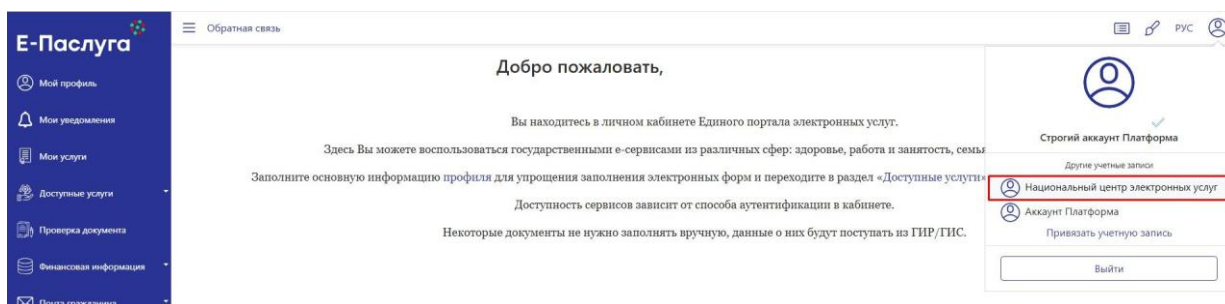 Е-Паслуга
Мой профиль
Мои уведомления
Мои услуги
Доступные услуги
Проверка документа
Финансовая информация
Почта гражданина
Обратная связь
РУС
Добро пожаловать,
Вы находитесь в личном кабинете Единого портала электронных услуг.
Здесь Вы можете воспользоваться государственными е-сервисами из различных сфер: здоровье, работа и занятость,
Заполните основную информацию профиля для упрощения заполнения электронных форм и переходите в раздел «Доступные услуги»
Доступность сервисов зависит от способа аутентификации в кабинете.
Некоторые документы не нужно заполнять вручную, данные о них будут поступать из ГИР/ГИС.
Строгий аккаунт Платформа
Другие учетные записи
Национальный центр электронных услуг
Аккаунт Платформа
Привязать учетную запись
Выйти